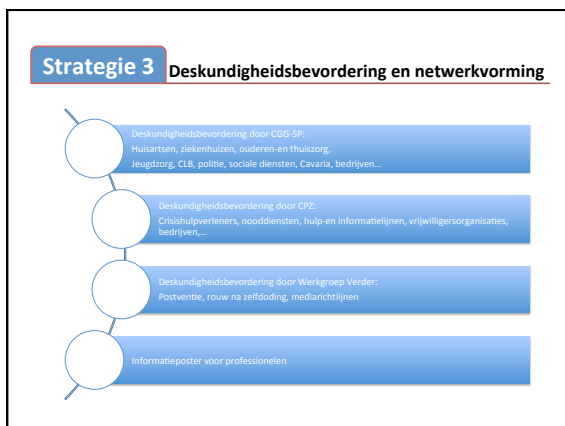 Strategie 3 Deskundigheidsbevordering en netwerkvorming
Deskundigheidsbevordering door CGG-SP:
Huisartsen, ziekenhuizen, ouderen-en thuiszorg,
Jeugdzorg, CLB, politie, sociale diensten, Cavaria, bedrijven…
Deskundigheidsbevordering door CPZ:
Crisishulpverleners, nooddiensten, hulp-en informatielijnen, vrijwilligersorganisaties,
bedrijven,…
Deskundigheidsbevordering door Werkgroep Verder:
Postventie, rouw na zelfdoding, mediarichtlijnen
Informatieposter voor professionelen